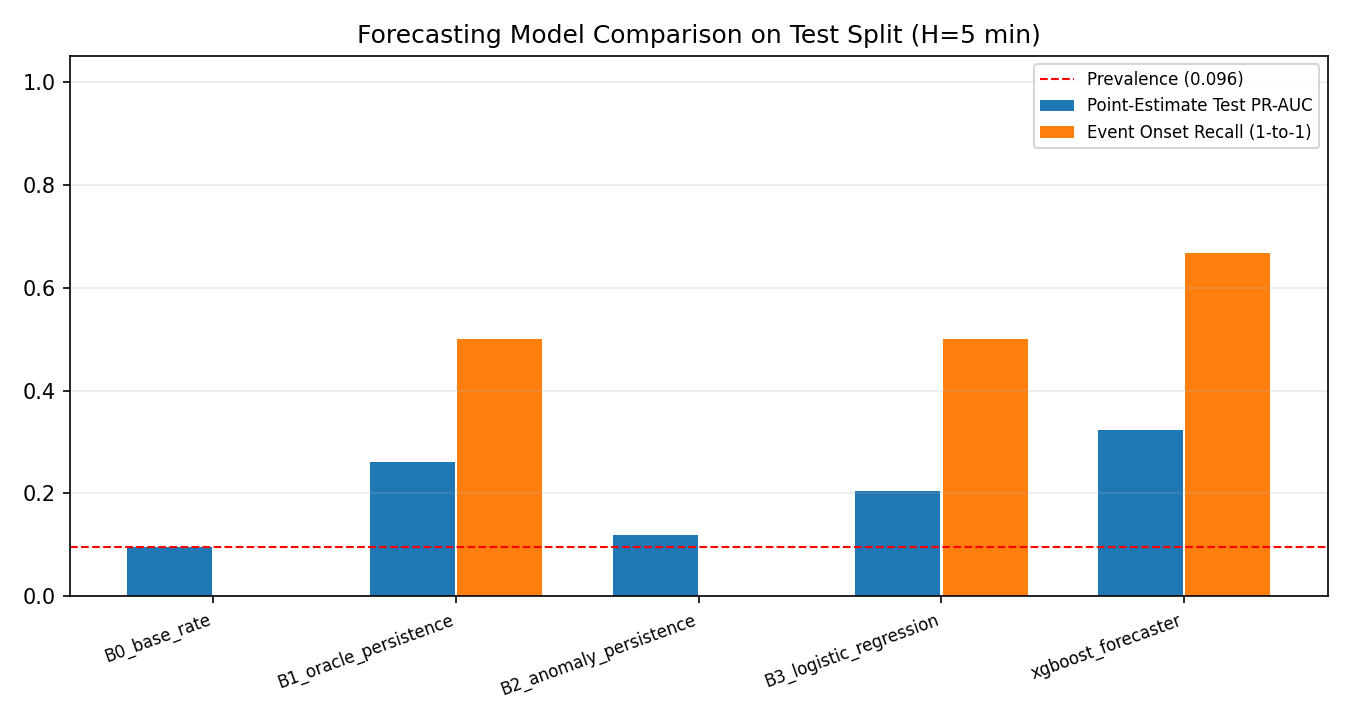 Forecasting Model Comparison on Test Split (H=5 min)
1.0
0.8
0.6
0.4
0.2
0.0
Prevalence (0.096)
Point-Estimate Test PR-AUC
Event Onset Recall (1-to-1)
B0_base_rate
B1_oracle_persistence
B2_anomaly_persistence
B3_logistic_regression
xgboost_forecaster